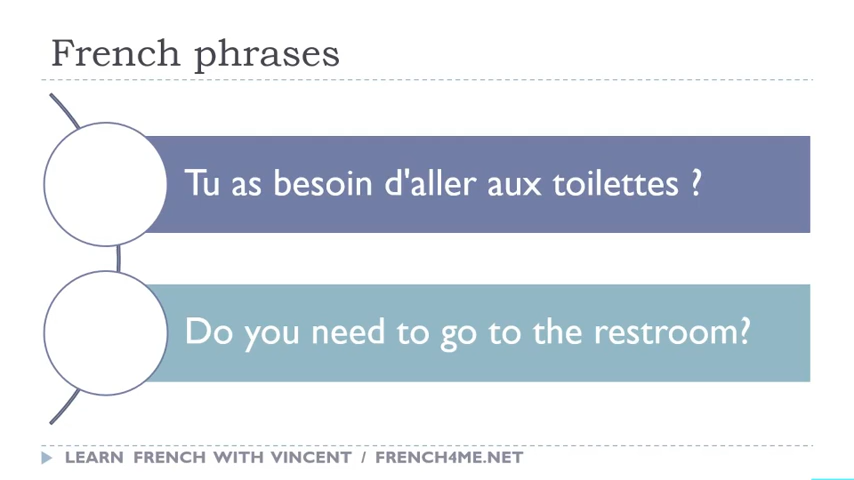 French phrases
Tu as besoin d'aller aux toilettes ?
Do you need to go to the restroom?
LEARN FRENCH WITH VINCENT / FRENCH4ME.NET